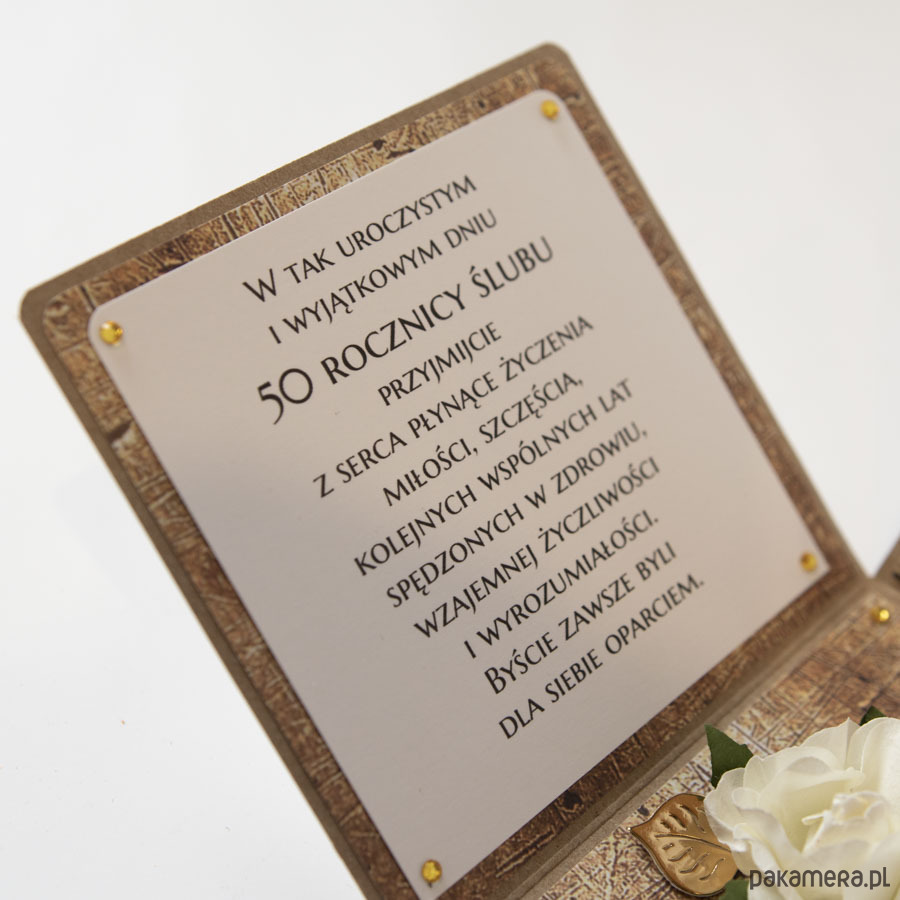 W TAK UROCZYSTYM
I WYJĄTKOWYM DNIU
50 ROCZNICY ŚLUBU
PRZYJMIJCIE
Z SERCA PŁYNĄCE ŻYCZENIA
MIŁOŚCI, SZCZĘŚCIA,
KOLEJNYCH WSPÓLNYCH LAT
SPĘDZONYCH W ZDROWIU,
WZAJEMNEJ ŻYCZLIWOŚCI
I WYROZUMIAŁOŚCI.
BYŚCIE ZAWSZE BYLI
DLA SIEBIE OPARCIEM.
pakamera.pl